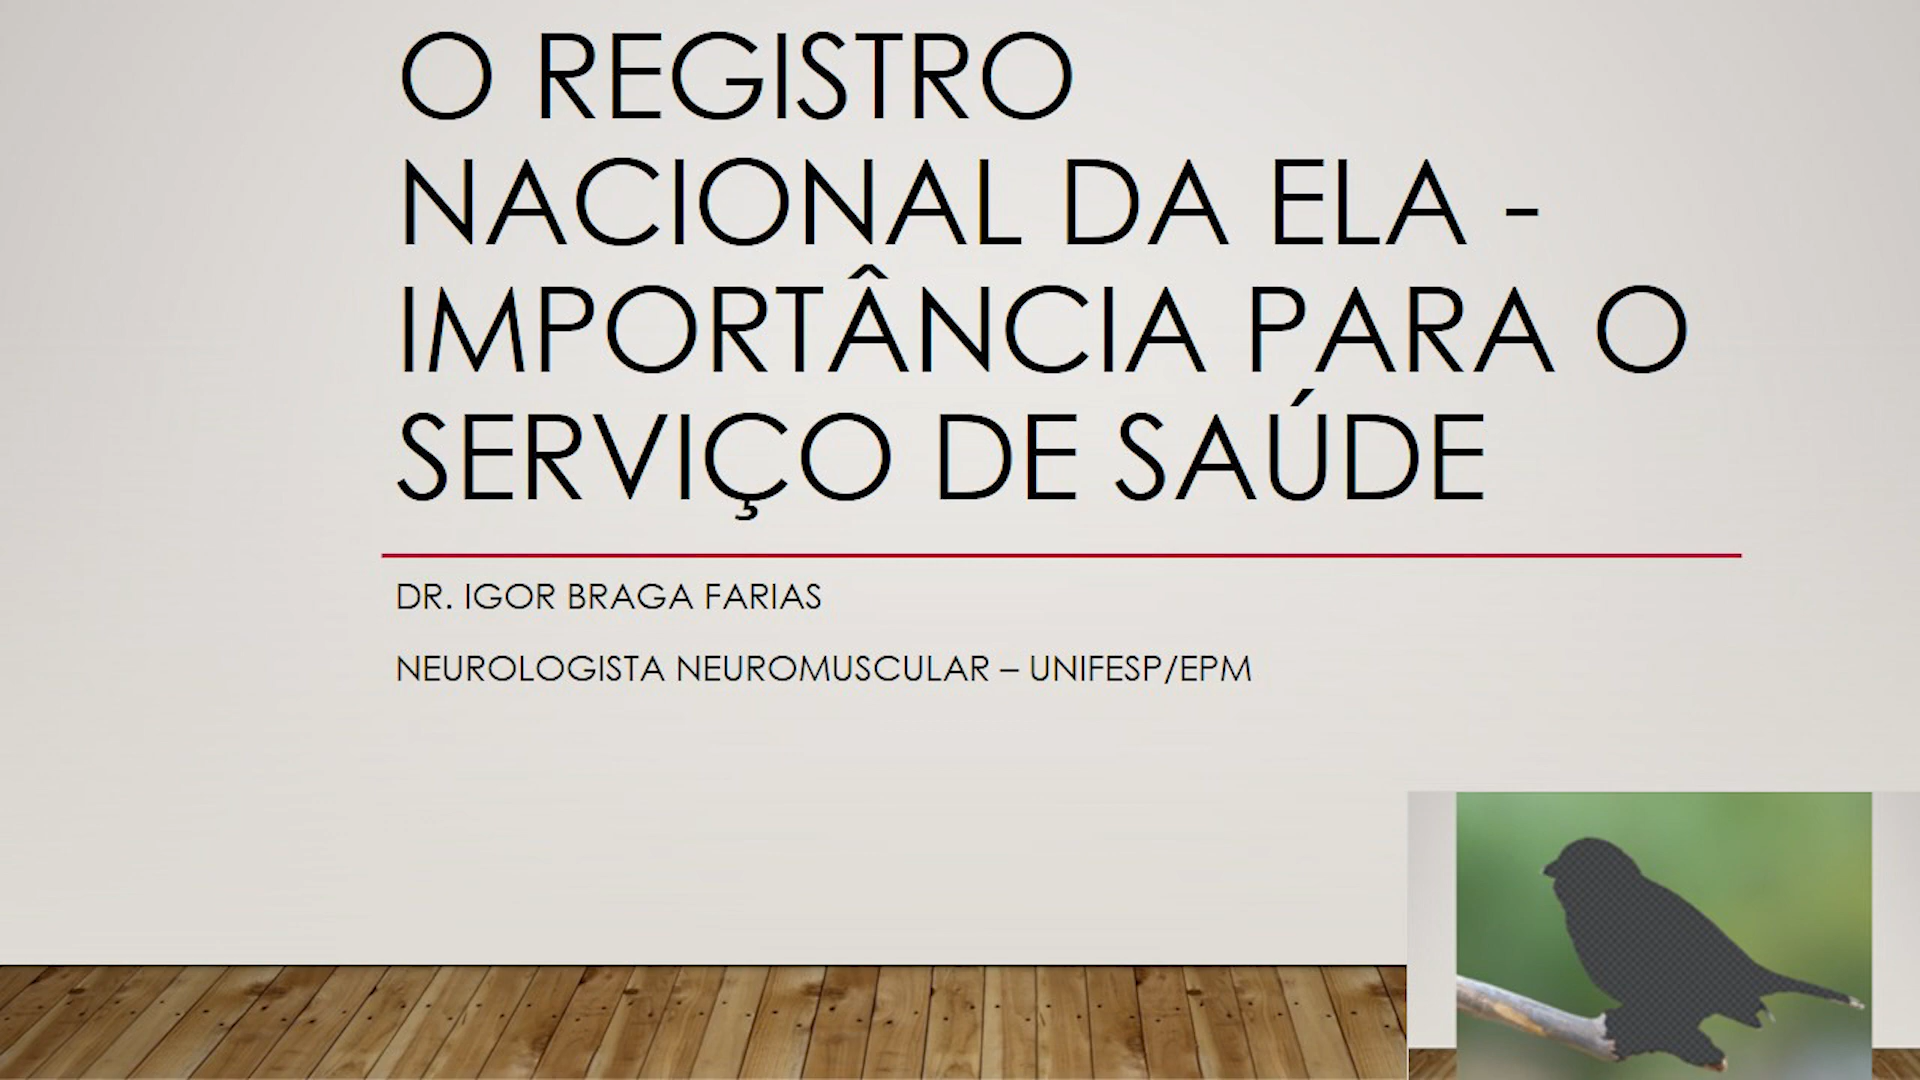 O REGISTRO
NACIONAL DA ELA -
IMPORTÂNCIA PARA O
SERVIÇO DE SAÚDE
DR. IGOR BRAGA FARIAS
NEUROLOGISTA NEUROMUSCULAR – UNIFESP/EPM